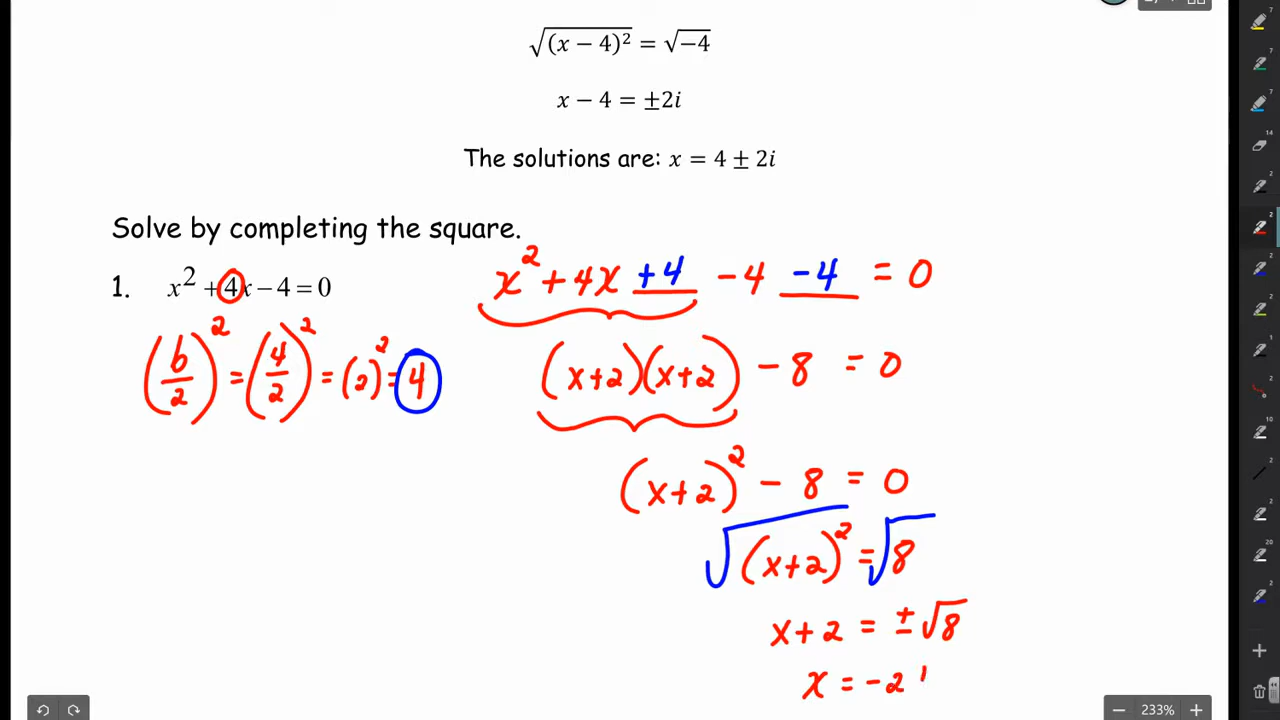 √(x − 4)² = √−4
x − 4 = ±2i
The solutions are: x = 4 ± 2i
Solve by completing the square.
1. x² + 4x − 4 = 0
(b/2)² = (4/2)² = (2)² = 4
x² + 4x +4 − 4 −4 = 0
(x+2)(x+2) − 8 = 0
(x+2)² − 8 = 0
√(x+2)² = √8
x+2 = ±√8
x = −2
233%